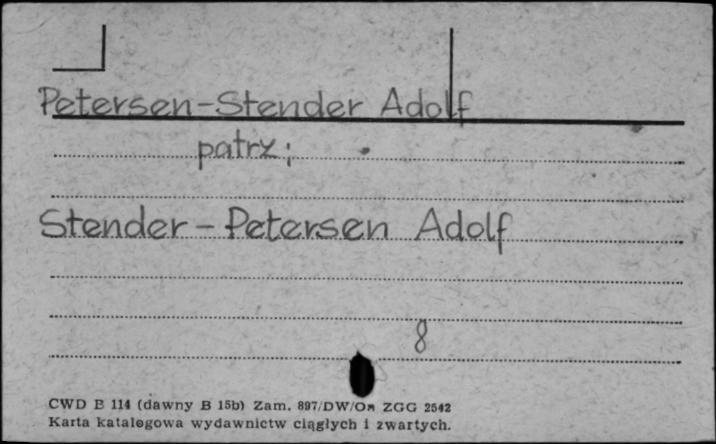 Petersen-Stender Adolf
patrz;
Stender-Petersen Adolf
8
CWD B 114 (dawny B 15b) Zam. 897/DW/Om ZGG 2542
Karta katalogowa wydawnictw ciągłych i zwartych.